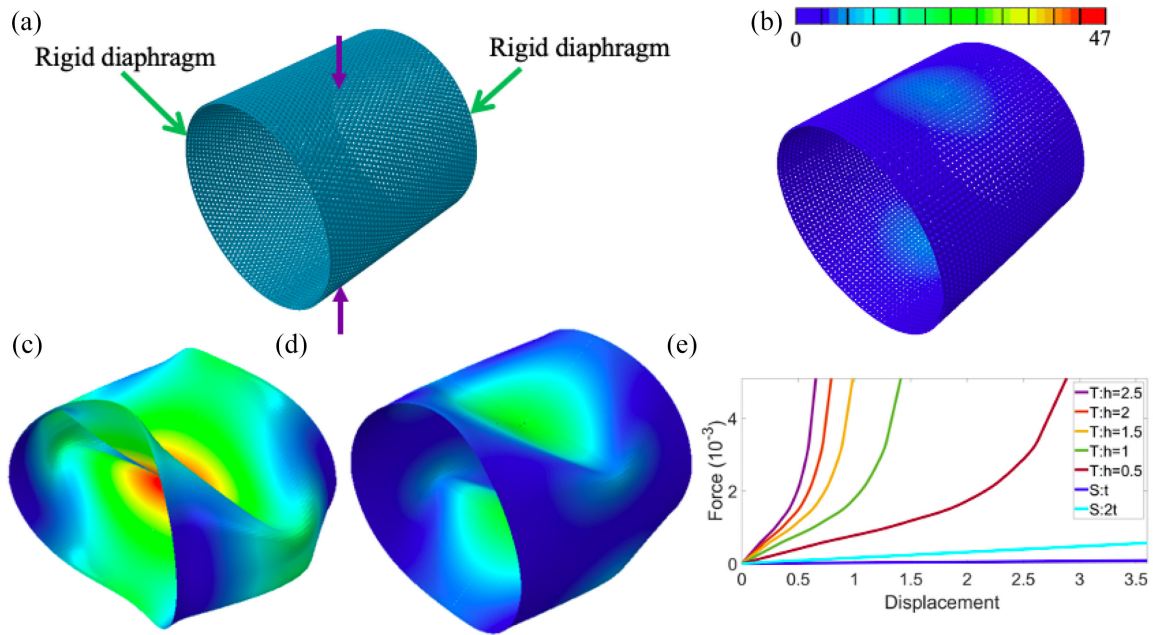 (a)
Rigid diaphragm
Rigid diaphragm
(b)
0
47
(c)
(d)
(e)
Force (10⁻³)
4
2
0
0
0.5
1
1.5
2
2.5
3
3.5
Displacement
T:h=2.5
T:h=2
T:h=1.5
T:h=1
T:h=0.5
S:t
S:2t